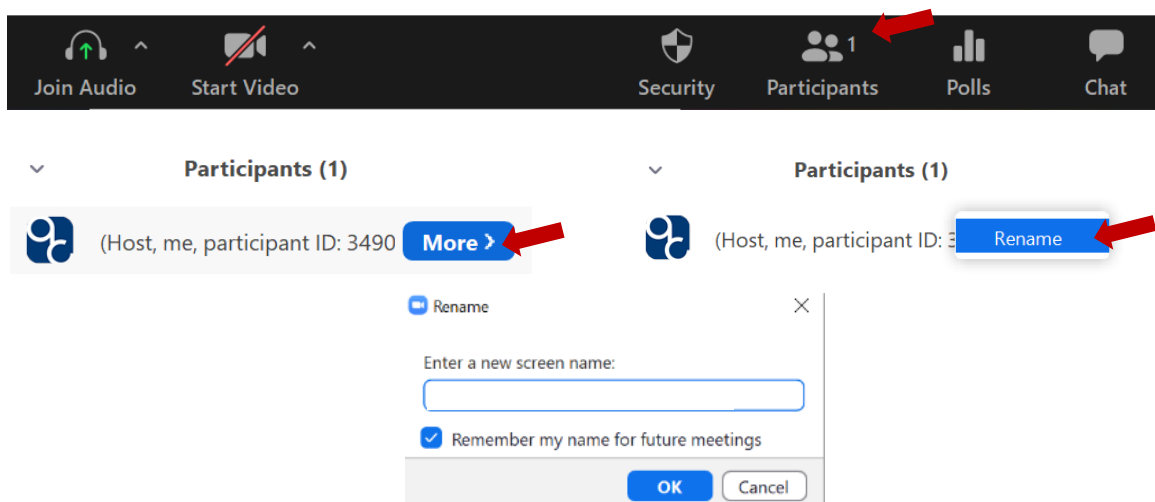 1
Join Audio Start Video Security Participants Polls Chat
Participants (1)
(Host, me, participant ID: 3490 More >
Participants (1)
(Host, me, participant ID: 3 Rename
Rename
Enter a new screen name:
Remember my name for future meetings
OK Cancel